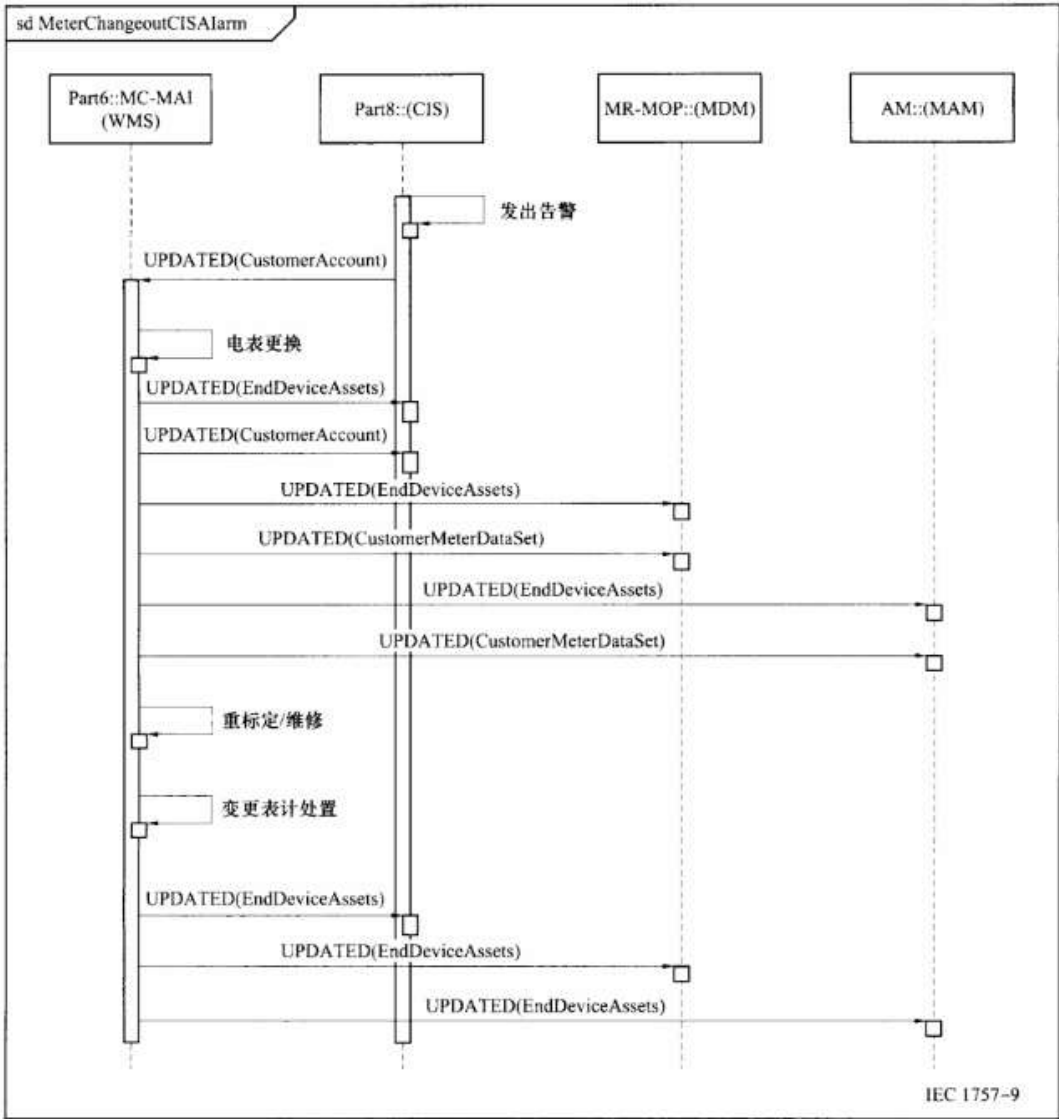 sd MeterChangeoutCISAlarm
Part6::MC-MAI
(WMS)
Part8::(CIS)
MR-MOP::(MDM)
AM::(MAM)
发出告警
UPDATED(CustomerAccount)
电表更换
UPDATED(EndDeviceAssets)
UPDATED(CustomerAccount)
UPDATED(EndDeviceAssets)
UPDATED(CustomerMeterDataSet)
UPDATED(EndDeviceAssets)
UPDATED(CustomerMeterDataSet)
重标定/维修
变更表计处置
UPDATED(EndDeviceAssets)
UPDATED(EndDeviceAssets)
UPDATED(EndDeviceAssets)
IEC 1757-9